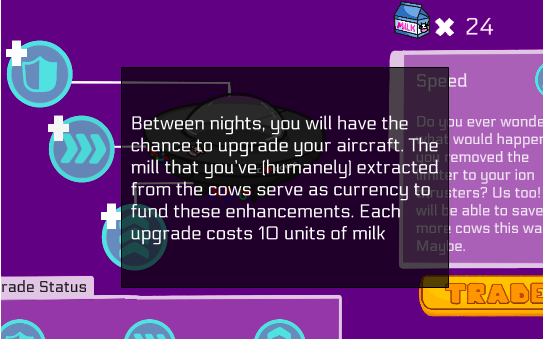 MILK
24
Speed
Between nights, you will have the
chance to upgrade your aircraft. The
mill that you've (humanely) extracted
from the cows serve as currency to
fund these enhancements. Each
upgrade costs 10 units of milk
Do you ever wonde
what would happen
you removed the
limiter to your ion
thrusters? Us too!
will be able to save
more cows this wa
Maybe.
rade Status
TRADE